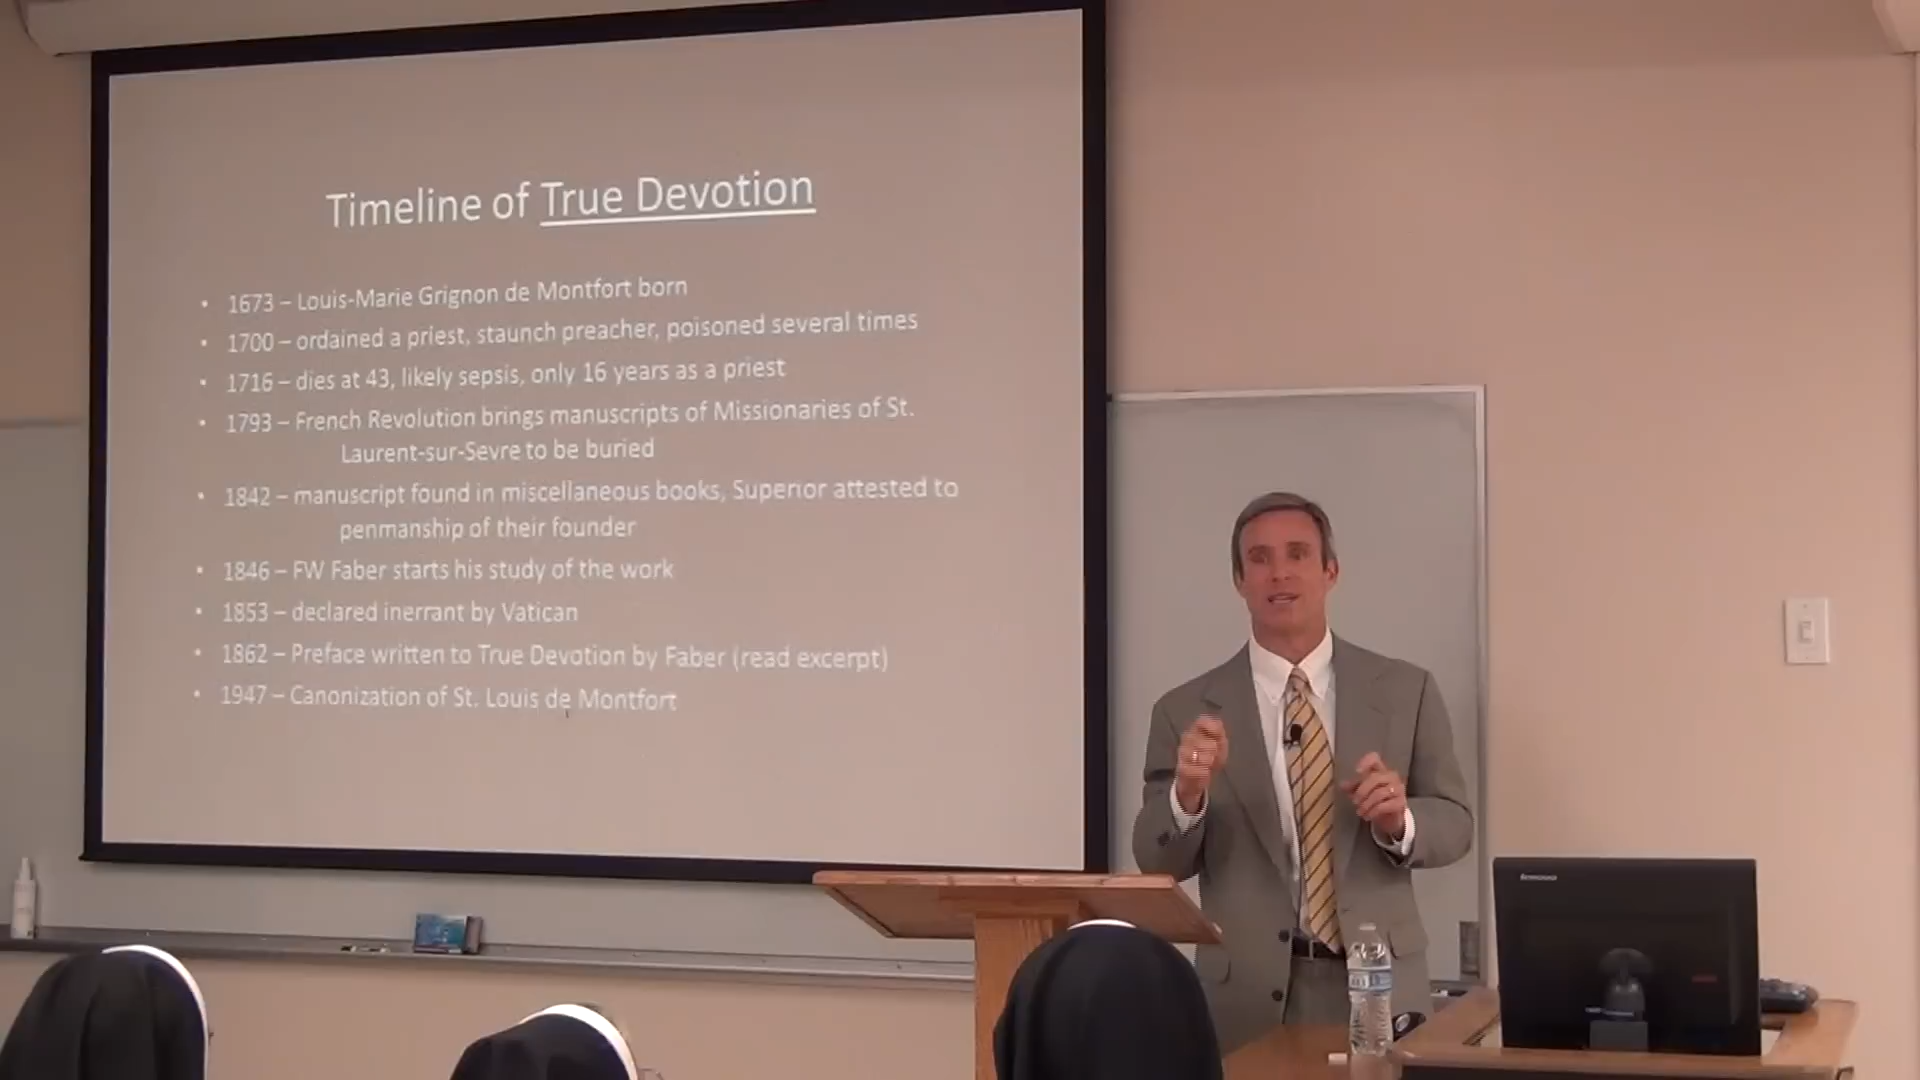 Timeline of True Devotion
• 1673 – Louis-Marie Grignon de Montfort born
• 1700 – ordained a priest, staunch preacher, poisoned several times
• 1716 – dies at 43, likely sepsis, only 16 years as a priest
• 1793 – French Revolution brings manuscripts of Missionaries of St.
Laurent-sur-Sevre to be buried
• 1842 – manuscript found in miscellaneous books, Superior attested to
penmanship of their founder
• 1846 – FW Faber starts his study of the work
• 1853 – declared inerrant by Vatican
• 1862 – Preface written to True Devotion by Faber (read excerpt)
• 1947 – Canonization of St. Louis de Montfort
lenovo